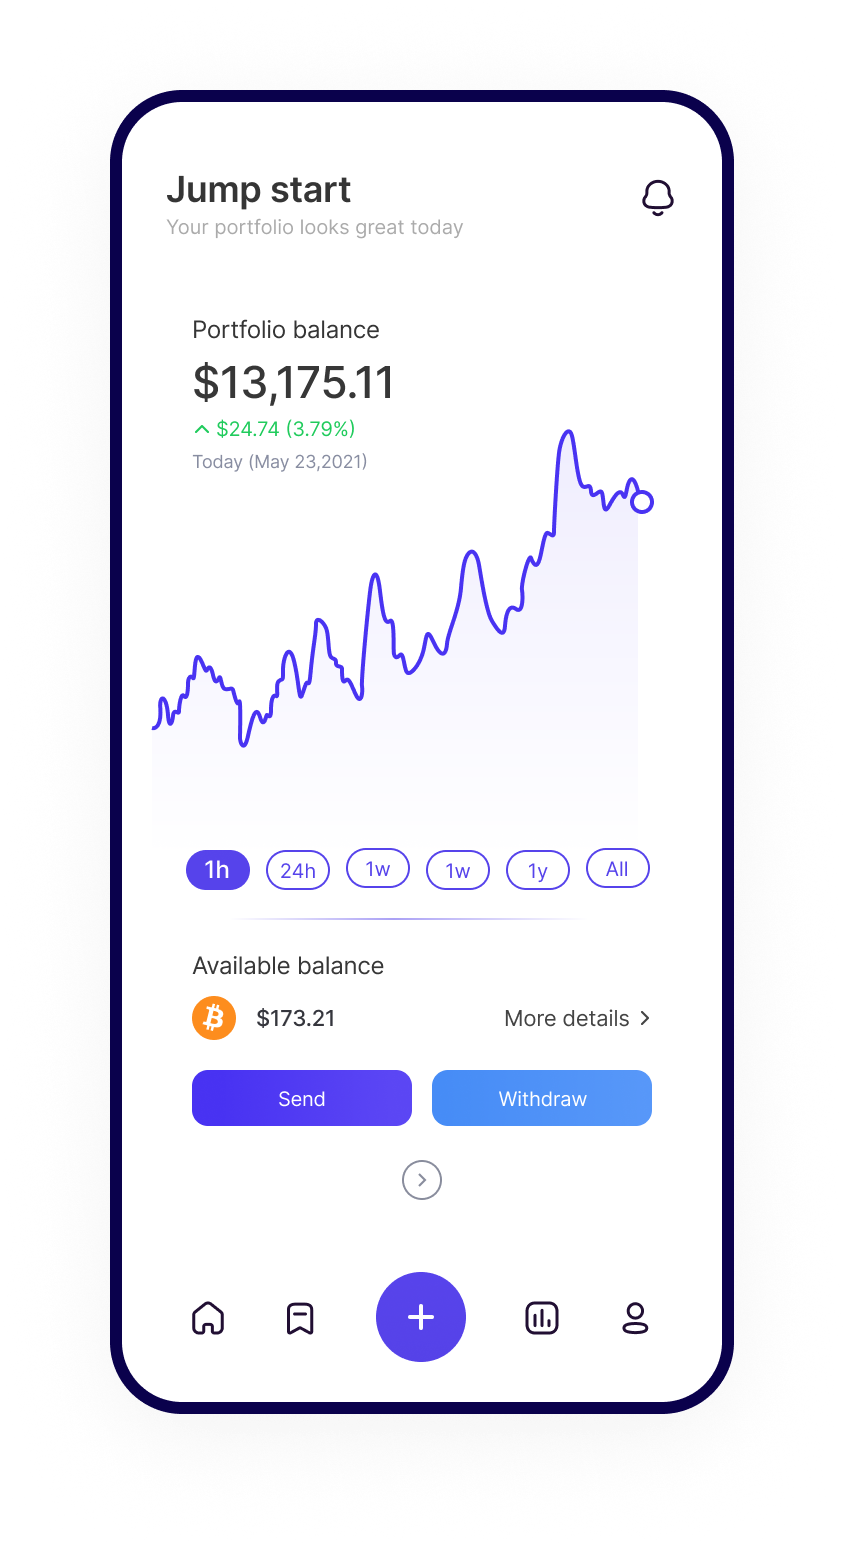 Jump start
Your portfolio looks great today
Portfolio balance
$13,175.11
$24.74 (3.79%)
Today (May 23,2021)
1h 24h 1w 1w 1y All
Available balance
$173.21 More details
Send Withdraw